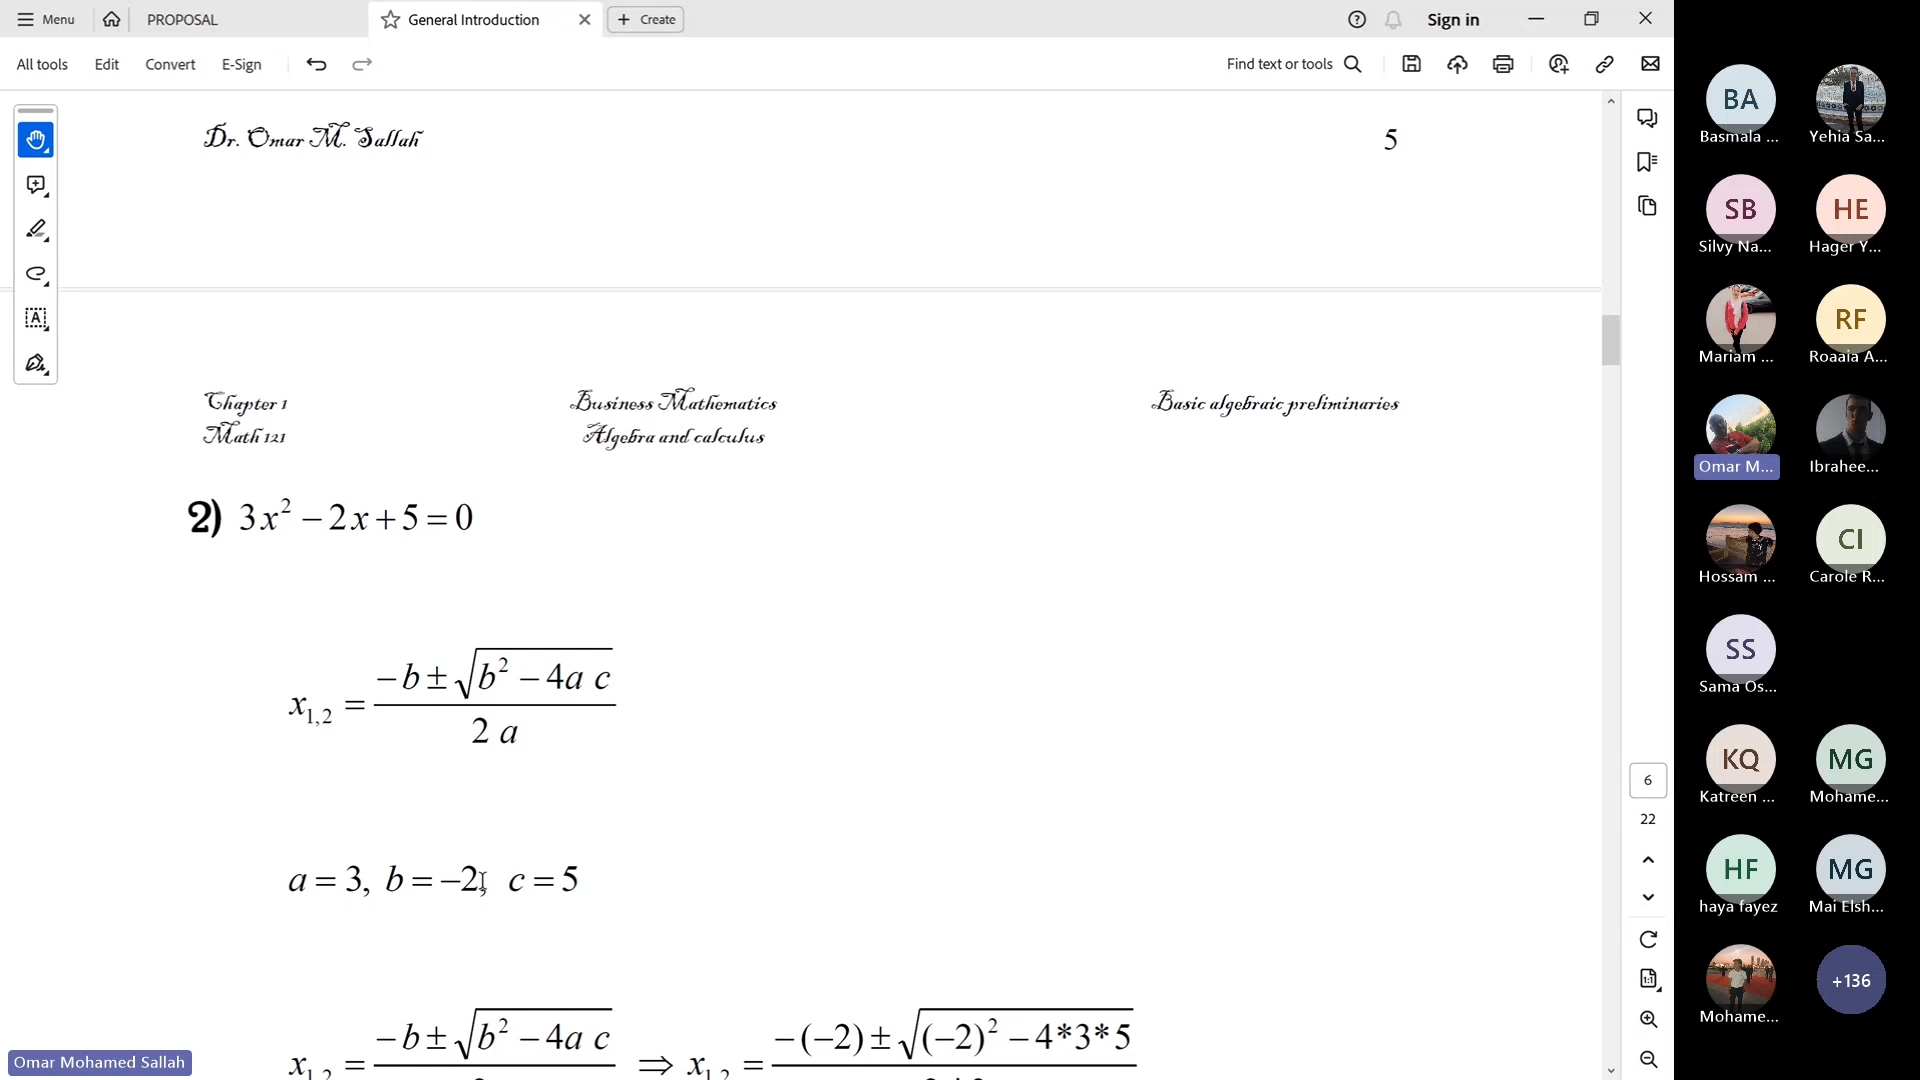 Menu
PROPOSAL
General Introduction
Create
Sign in
All tools
Edit
Convert
E-Sign
Find text or tools
Dr. Omar M. Sallah
5
Chapter 1
Business Mathematics
Basic algebraic preliminaries
Math 121
Algebra and calculus
2) 3x² − 2x + 5 = 0
x₁,₂ = (−b ± √(b² − 4a c)) / (2 a)
a = 3, b = −2, c = 5
x₁,₂ = −b ± √(b² − 4a c) ⟹ x₁,₂ = −(−2) ± √((−2)² − 4*3*5)
6
22
1:1
Omar Mohamed Sallah
BA
Basmala ...
Yehia Sa...
SB
Silvy Na...
HE
Hager Y...
Mariam ...
RF
Roaaia A...
Omar M...
Ibrahee...
Hossam ...
CI
Carole R...
SS
Sama Os...
KQ
Katreen ...
MG
Mohame...
HF
haya fayez
MG
Mai Elsh...
Mohame...
+136